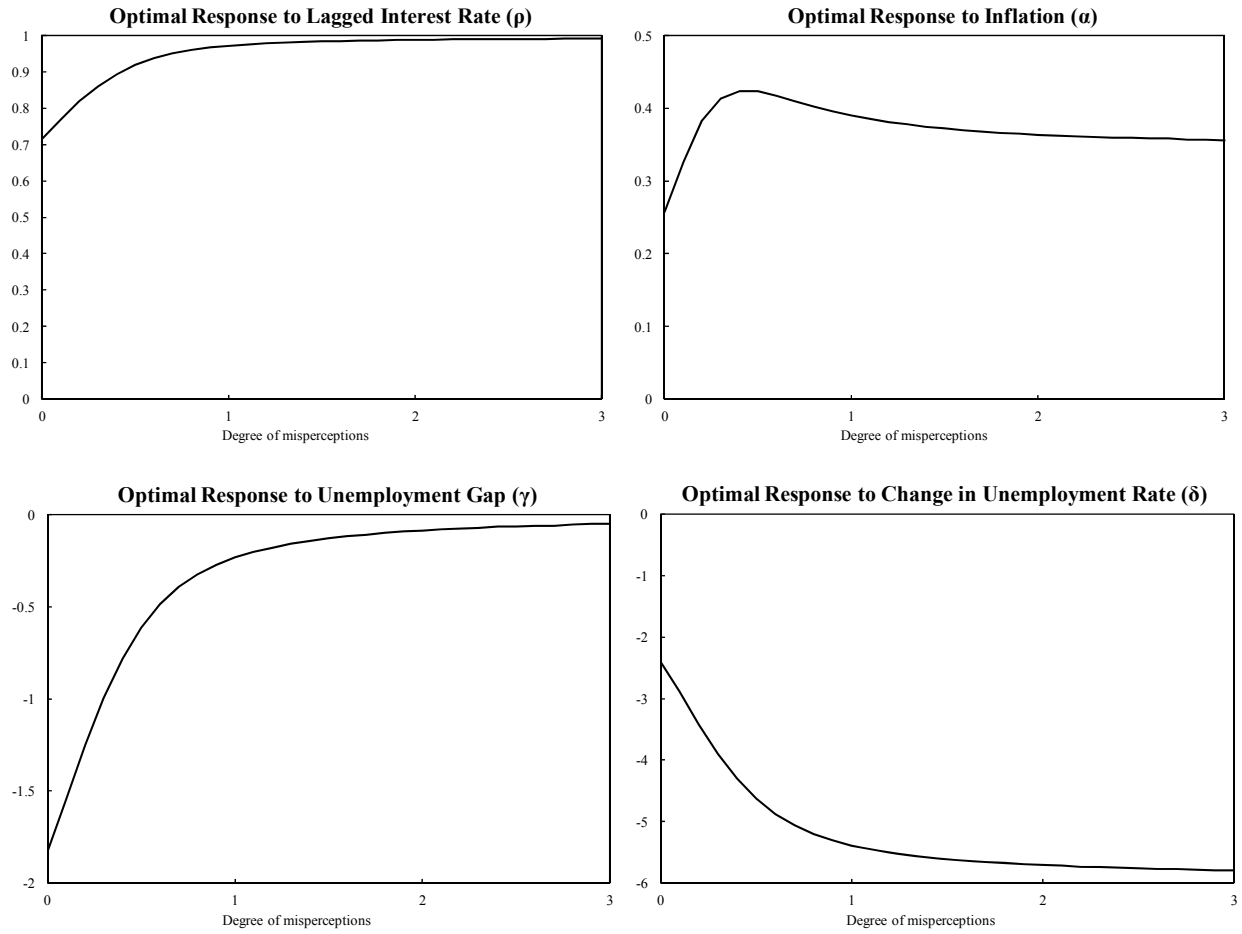 Optimal Response to Lagged Interest Rate (ρ)
1
0.9
0.8
0.7
0.6
0.5
0.4
0.3
0.2
0.1
0
0 1 2 3
Degree of misperceptions
Optimal Response to Inflation (α)
0.5
0.4
0.3
0.2
0.1
0
0 1 2 3
Degree of misperceptions
Optimal Response to Unemployment Gap (γ)
0
-0.5
-1
-1.5
-2
0 1 2 3
Degree of misperceptions
Optimal Response to Change in Unemployment Rate (δ)
0
-1
-2
-3
-4
-5
-6
0 1 2 3
Degree of misperceptions